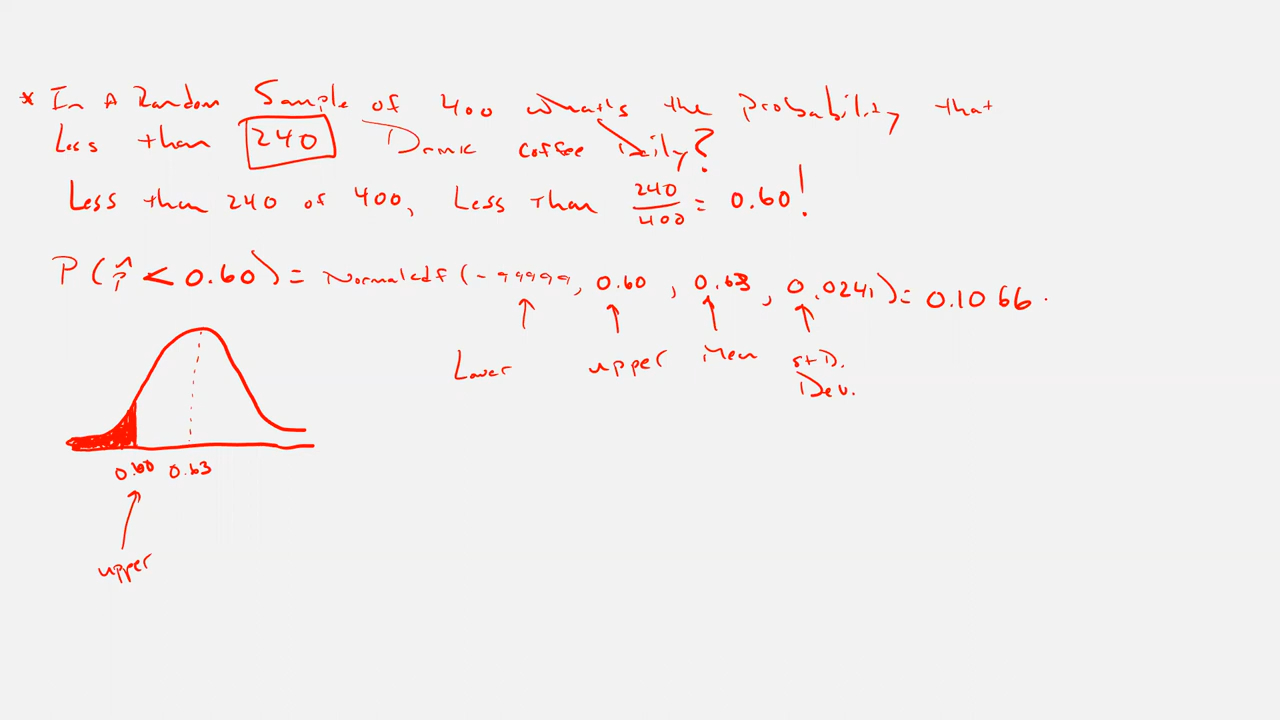 * In A Random Sample of 400 what's the probability that
Less than 240 Drink coffee Daily?
Less than 240 of 400, Less than 240/400 = 0.60!
P(p̂ < 0.60) = Normalcdf(-99999, 0.60, 0.63, 0.0241) = 0.1066.
Lower upper Mean STD. Dev.
0.60 0.63
upper